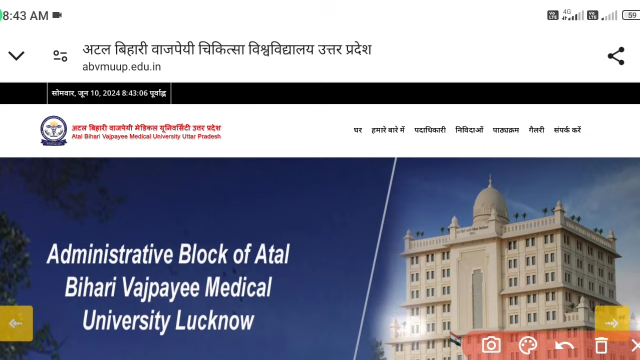 8:43 AM
4G
59
अटल बिहारी वाजपेयी चिकित्सा विश्वविद्यालय उत्तर प्रदेश
abvmuup.edu.in
सोमवार, जून 10, 2024 8:43:06 पूर्वाह्न
अटल बिहारी वाजपेयी मेडिकल यूनिवर्सिटी उत्तर प्रदेश
Atal Bihari Vajpayee Medical University Uttar Pradesh
घर हमारे बारे में पदाधिकारी निविदाओं पाठ्यक्रम गैलरी संपर्क करें
Administrative Block of Atal
Bihari Vajpayee Medical
University Lucknow